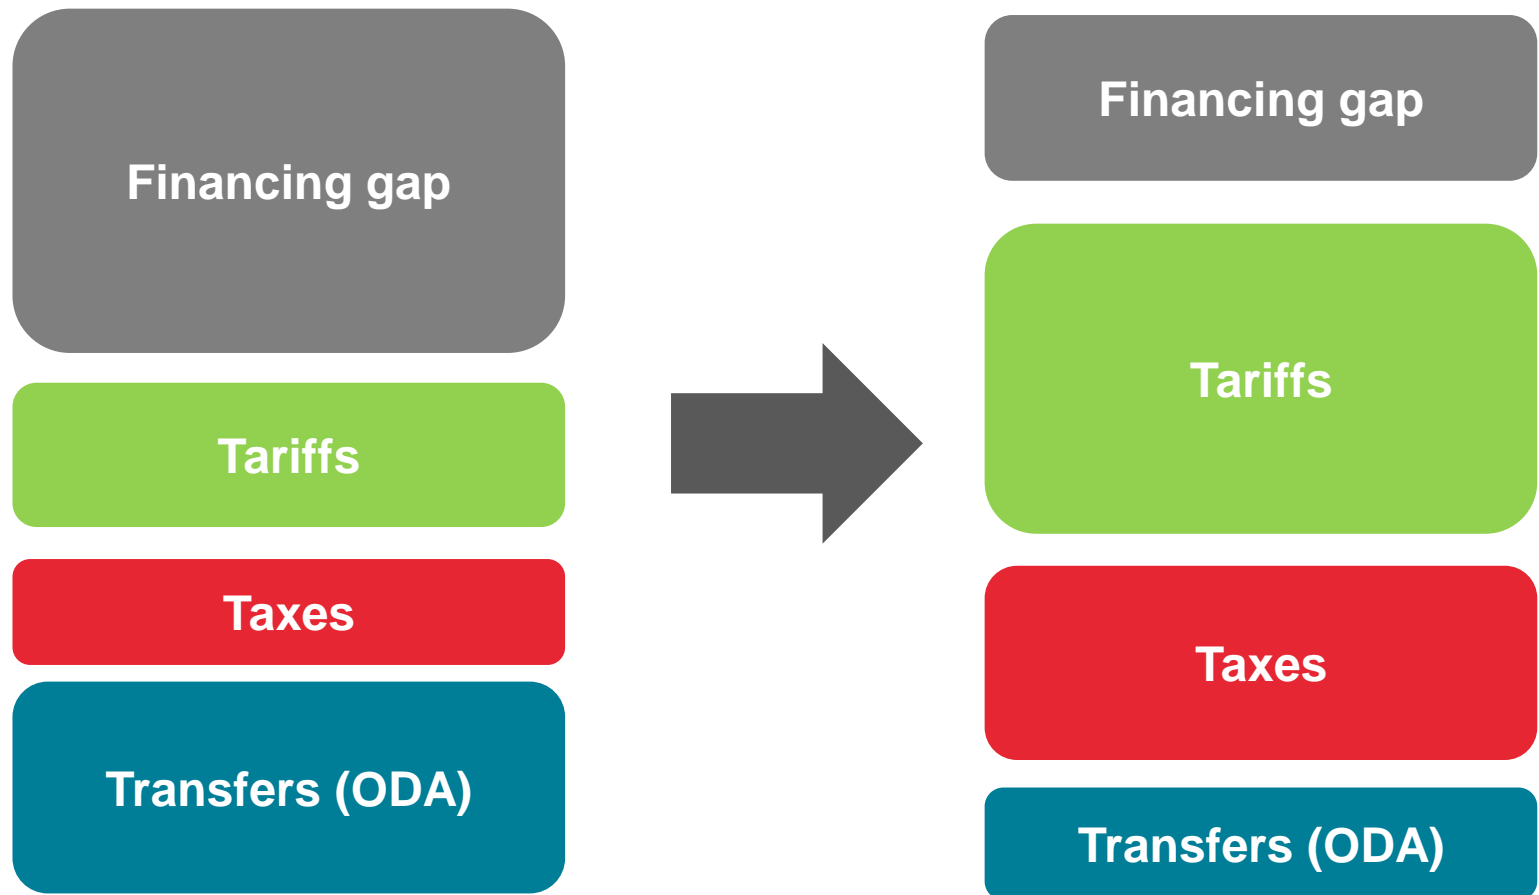 Financing gap
Tariffs
Taxes
Transfers (ODA)
Financing gap
Tariffs
Taxes
Transfers (ODA)